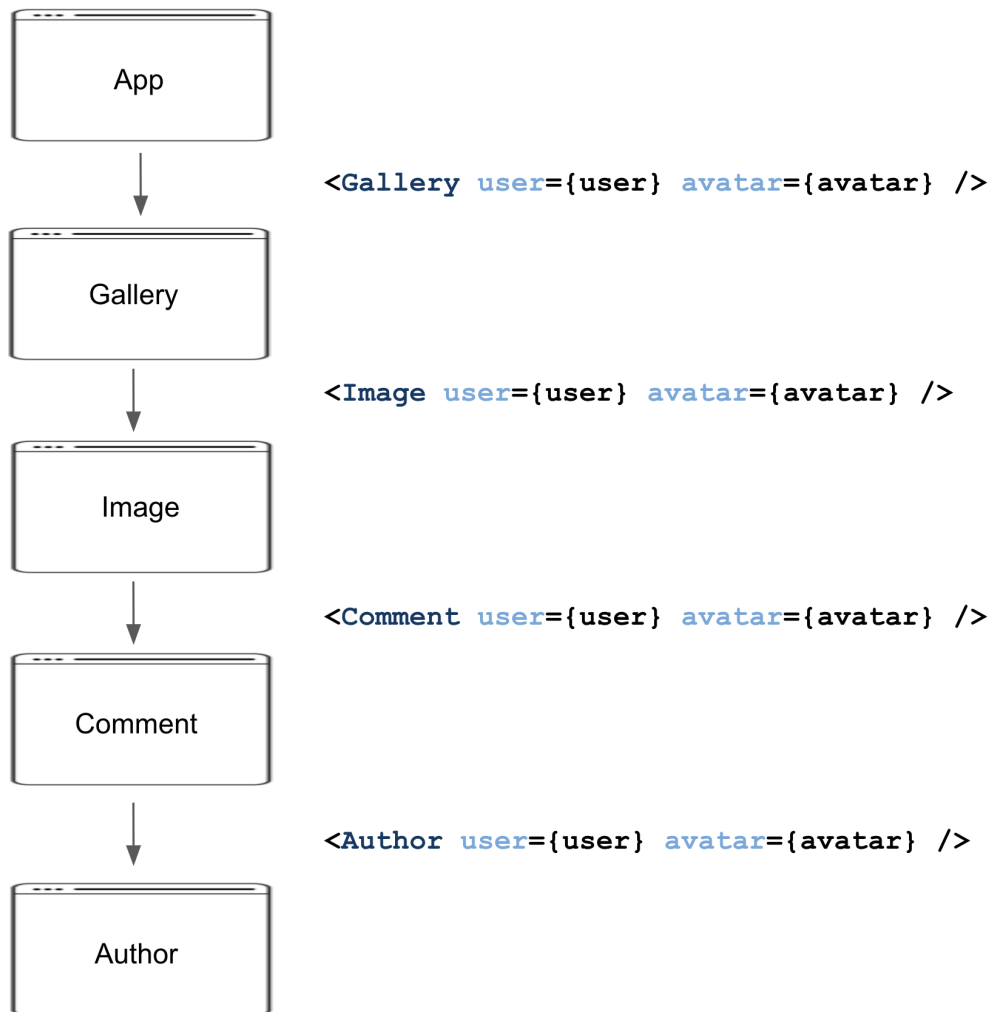 App
<Gallery user={user} avatar={avatar} />
Gallery
<Image user={user} avatar={avatar} />
Image
<Comment user={user} avatar={avatar} />
Comment
<Author user={user} avatar={avatar} />
Author